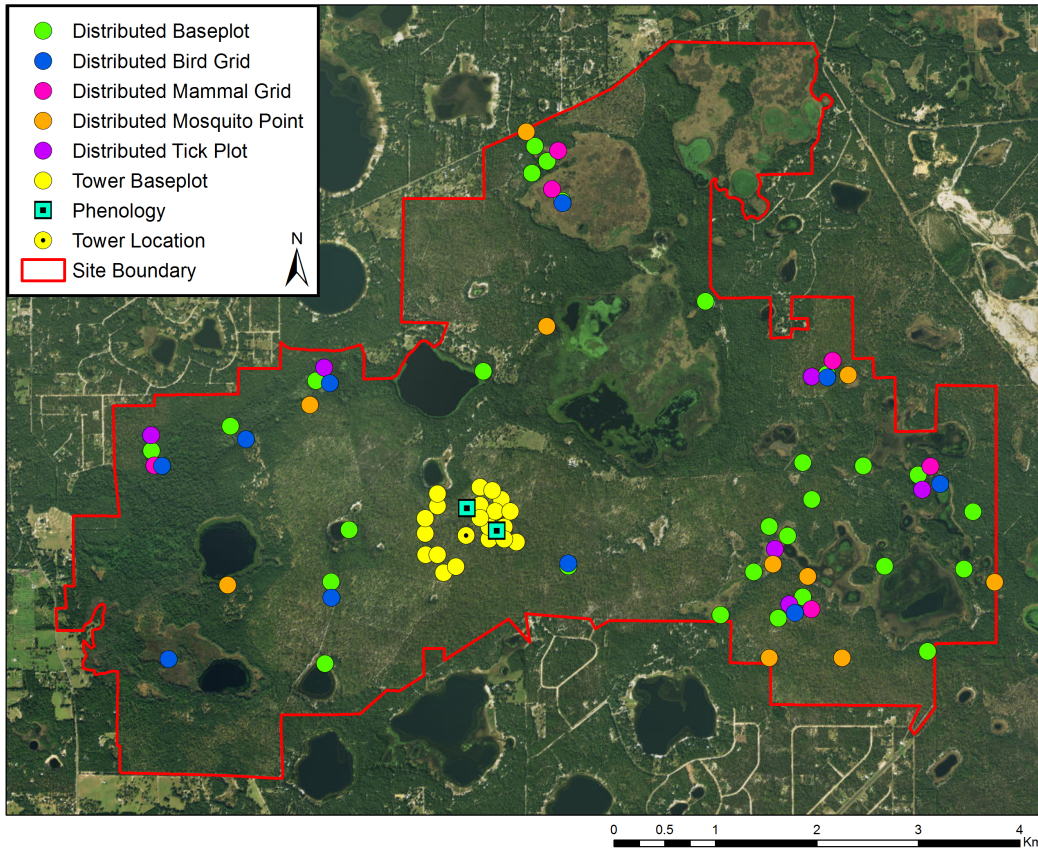 Distributed Baseplot
Distributed Bird Grid
Distributed Mammal Grid
Distributed Mosquito Point
Distributed Tick Plot
Tower Baseplot
Phenology
Tower Location
Site Boundary
N
0 0.5 1 2 3 4
Km